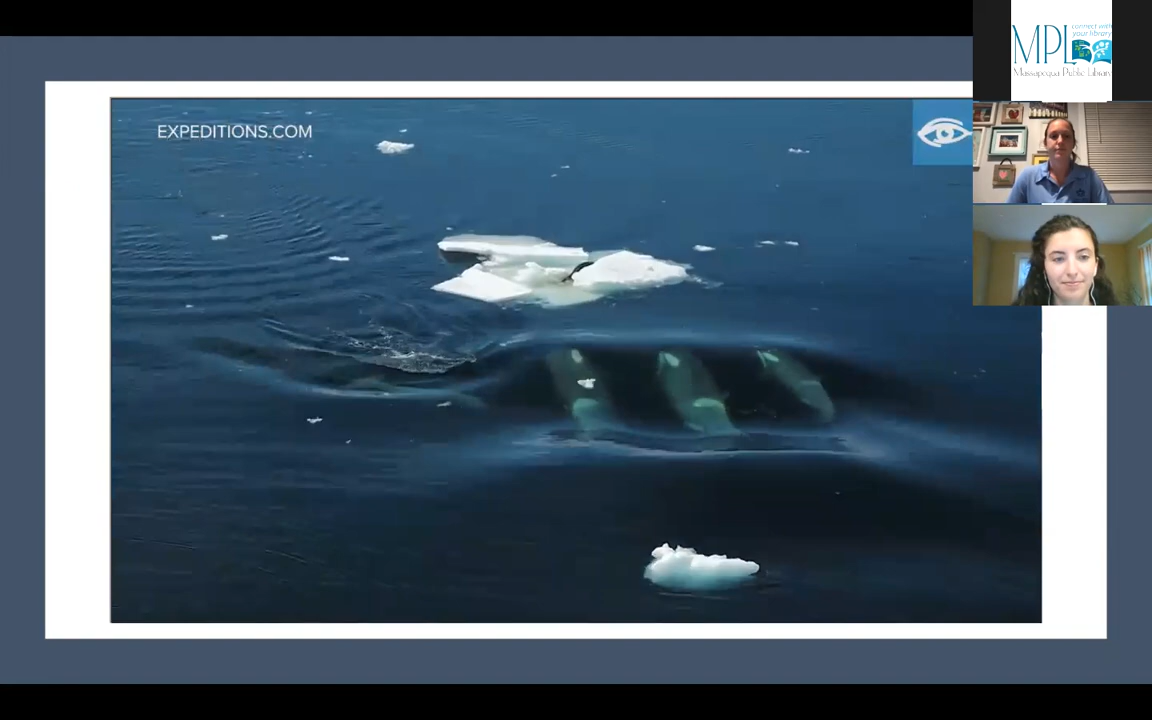 EXPEDITIONS.COM
MPL
connect with
your library
Massapequa Public Library